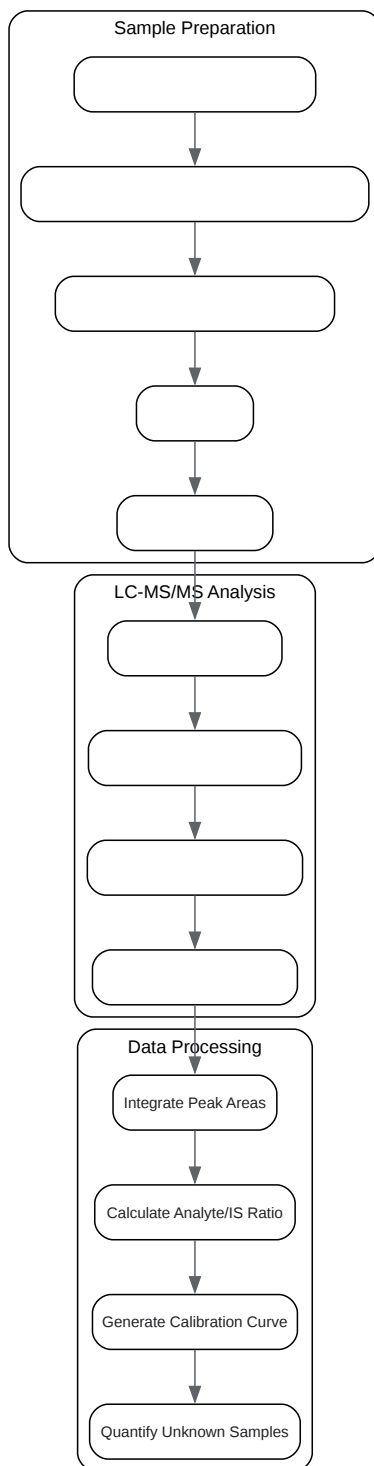 Sample Preparation
LC-MS/MS Analysis
Data Processing
Integrate Peak Areas
Calculate Analyte/IS Ratio
Generate Calibration Curve
Quantify Unknown Samples